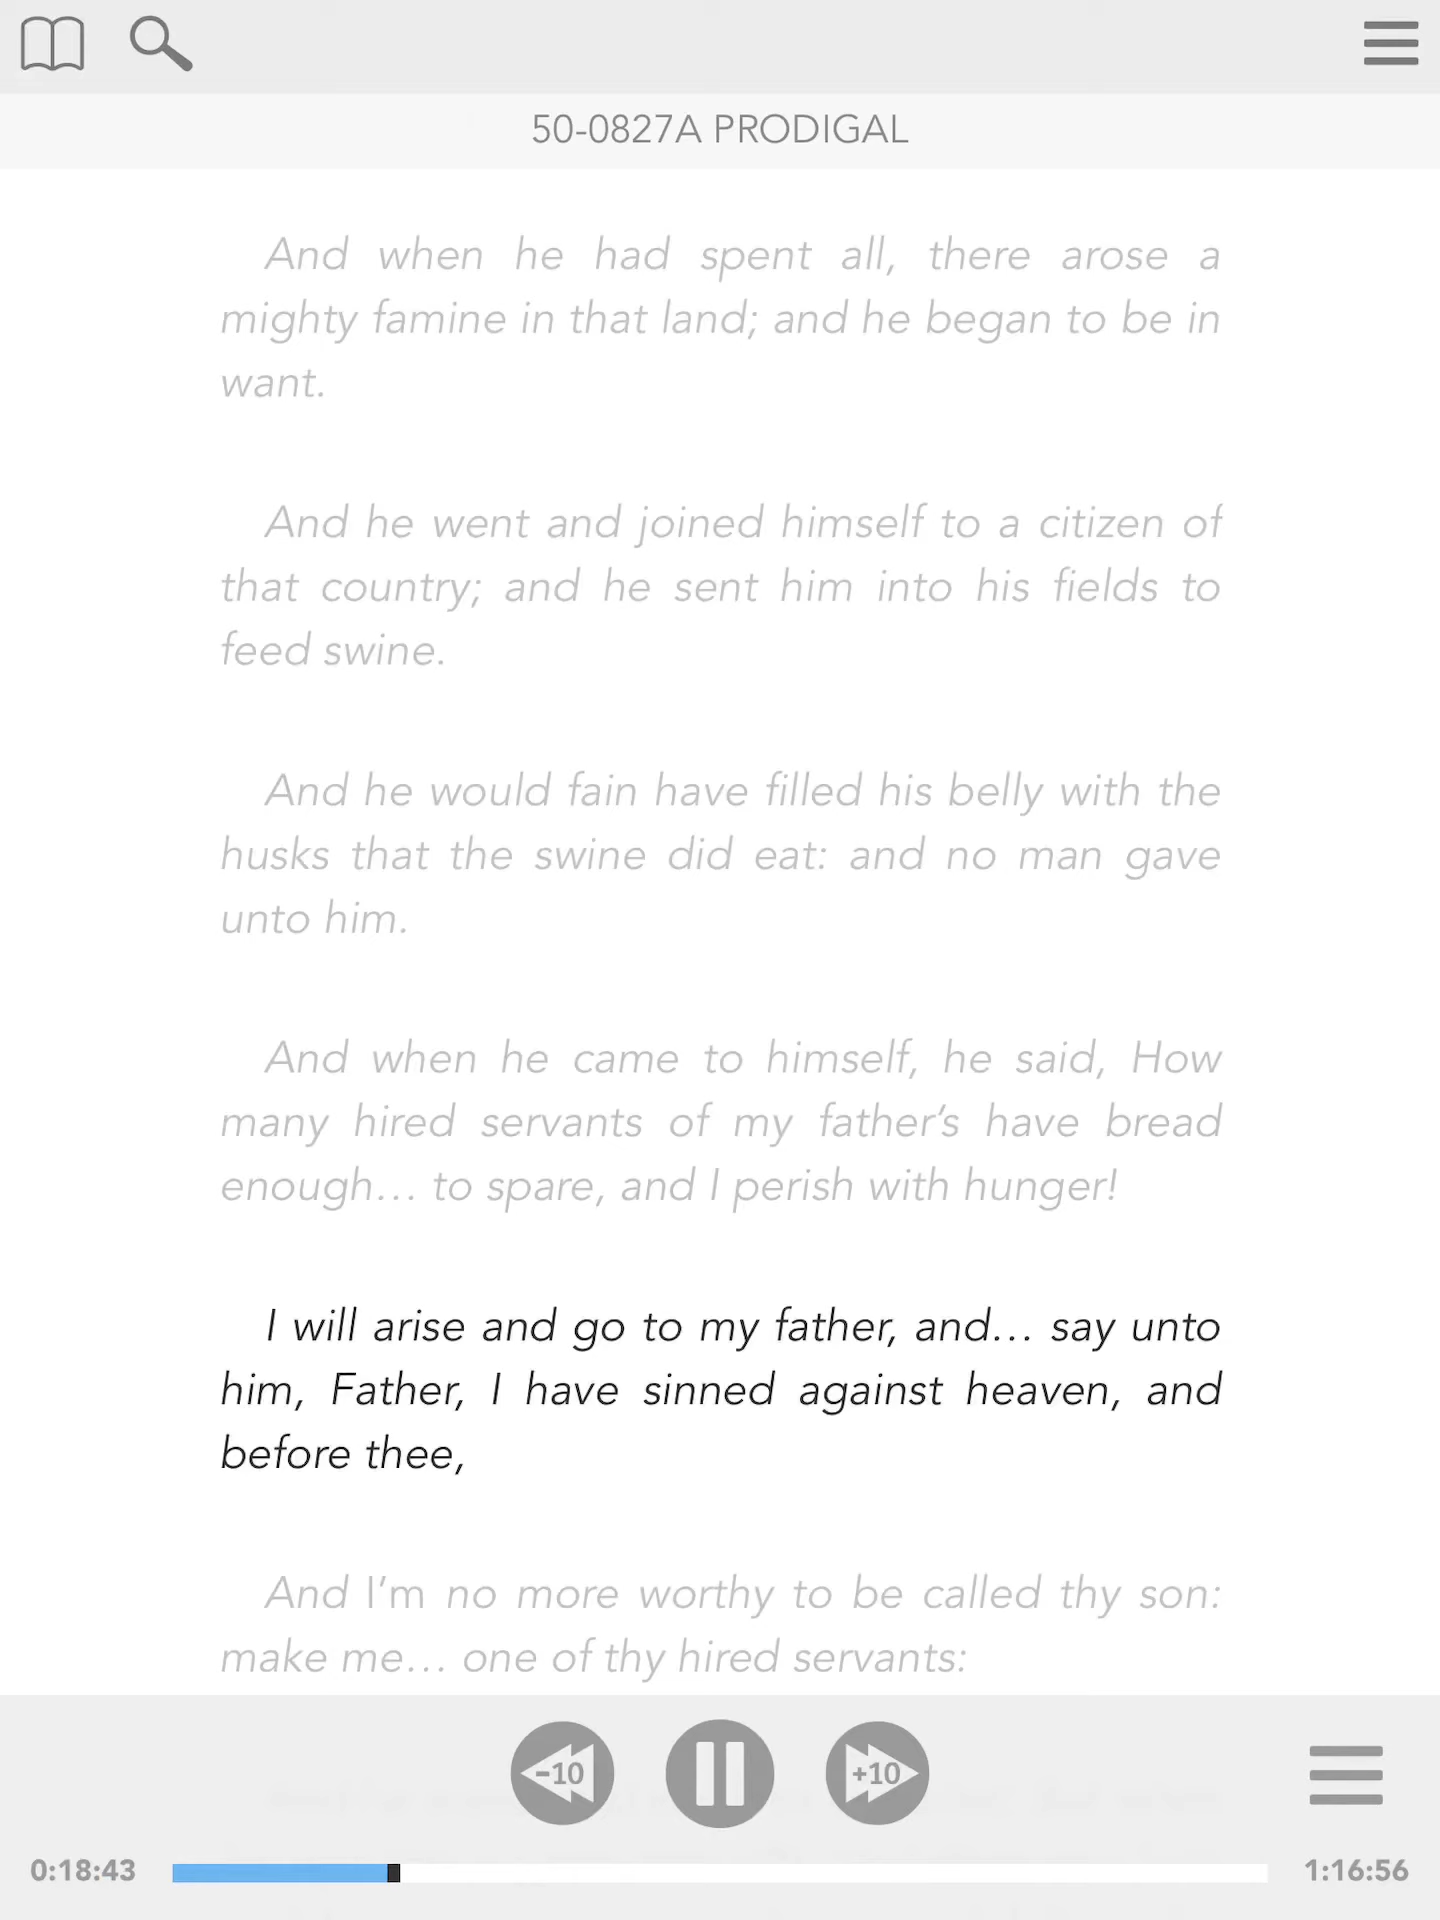 50-0827A PRODIGAL
And when he had spent all, there arose a
mighty famine in that land; and he began to be in
want.
And he went and joined himself to a citizen of
that country; and he sent him into his fields to
feed swine.
And he would fain have filled his belly with the
husks that the swine did eat: and no man gave
unto him.
And when he came to himself, he said, How
many hired servants of my father’s have bread
enough… to spare, and I perish with hunger!
I will arise and go to my father, and… say unto
him, Father, I have sinned against heaven, and
before thee,
And I’m no more worthy to be called thy son:
make me… one of thy hired servants:
-10
+10
0:18:43
1:16:56